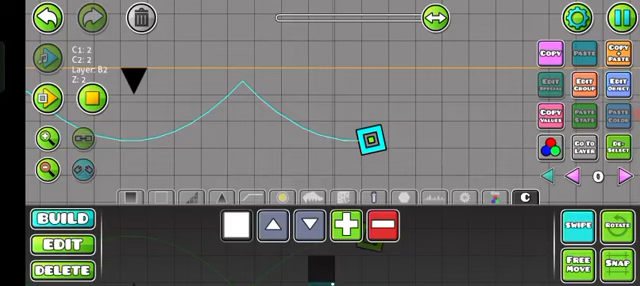 C1: 2
C2: 2
Layer: B2
Z: 2
COPY
PASTE
COPY + PASTE
EDIT SPECIAL
EDIT GROUP
EDIT OBJECT
COPY VALUES
PASTE STATE
PASTE COLOR
GO TO LAYER
DE-SELECT
0
C
BUILD
EDIT
DELETE
SWIPE
ROTATE
FREE MOVE
SNAP